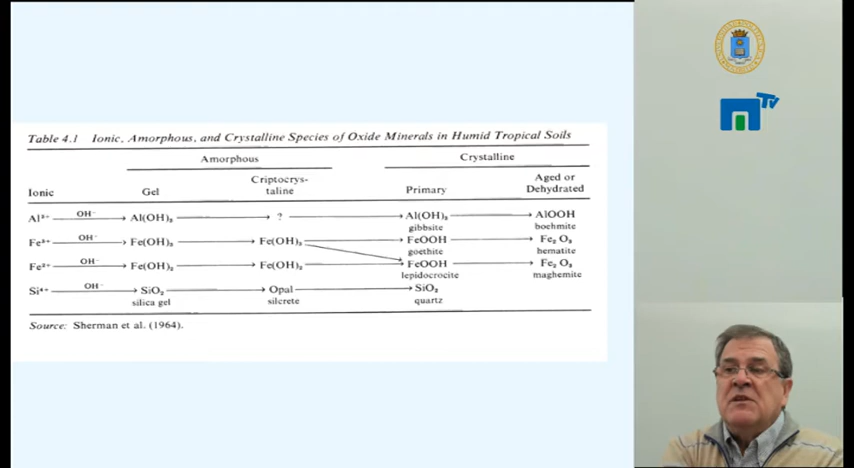 Tv
Table 4.1 Ionic, Amorphous, and Crystalline Species of Oxide Minerals in Humid Tropical Soils
Amorphous Crystalline
Ionic Gel Criptocrys-taline Primary Aged or Dehydrated
Al³⁺ OH⁻ → Al(OH)₃ → ? → Al(OH)₃ → AlOOH
gibbsite boehmite
Fe³⁺ OH⁻ → Fe(OH)₃ → Fe(OH)₃ → FeOOH → Fe₂O₃
goethite hematite
Fe²⁺ OH⁻ → Fe(OH)₂ → Fe(OH)₂ → FeOOH → Fe₂O₃
lepidocrocite maghemite
Si⁴⁺ OH⁻ → SiO₂ → Opal → SiO₂
silica gel silcrete quartz
Source: Sherman et al. (1964).